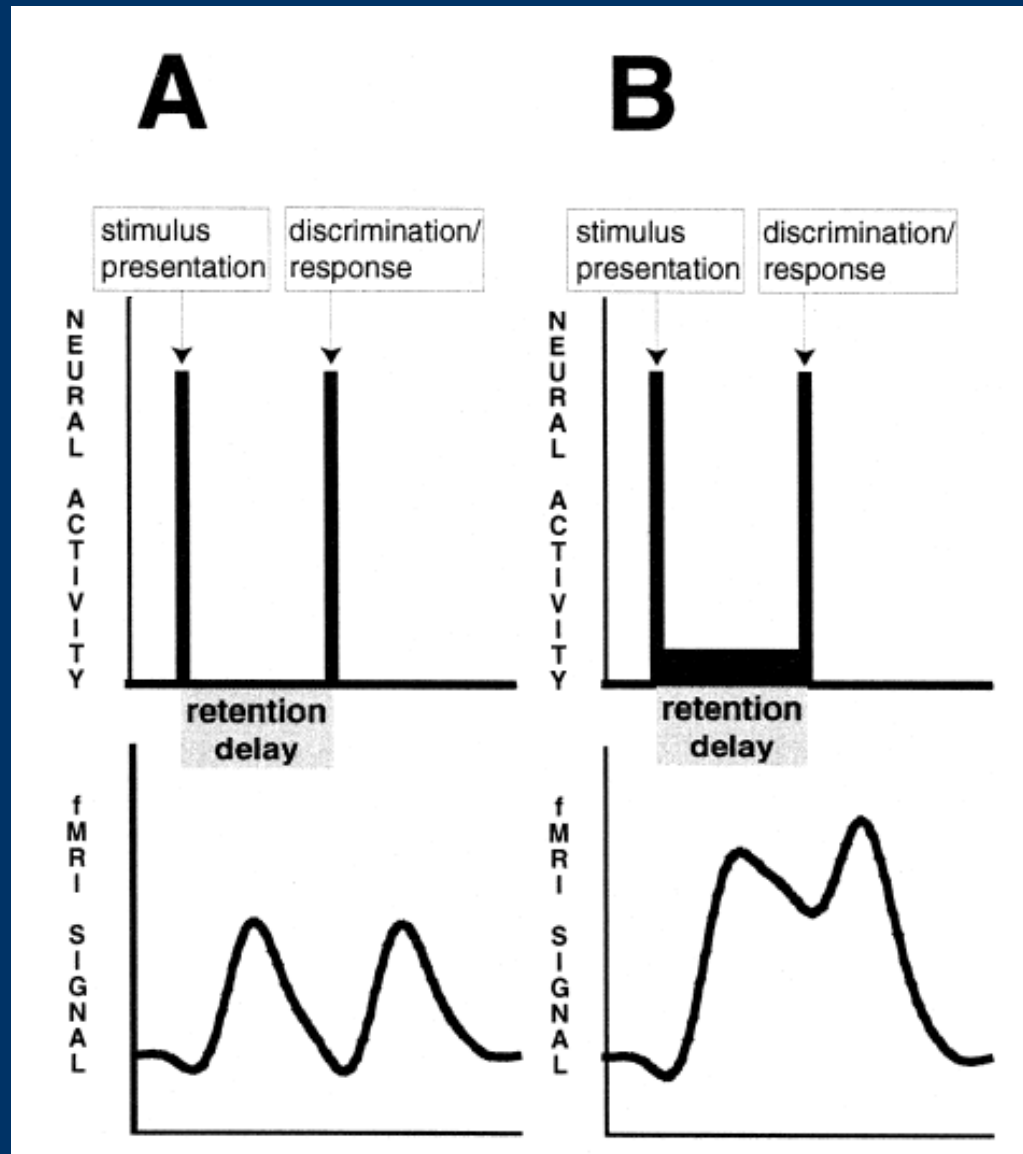 A
B
stimulus
presentation
discrimination/
response
stimulus
presentation
discrimination/
response
NEURAL ACTIVITY
NEURAL ACTIVITY
retention
delay
retention
delay
fMRI SIGNAL
fMRI SIGNAL